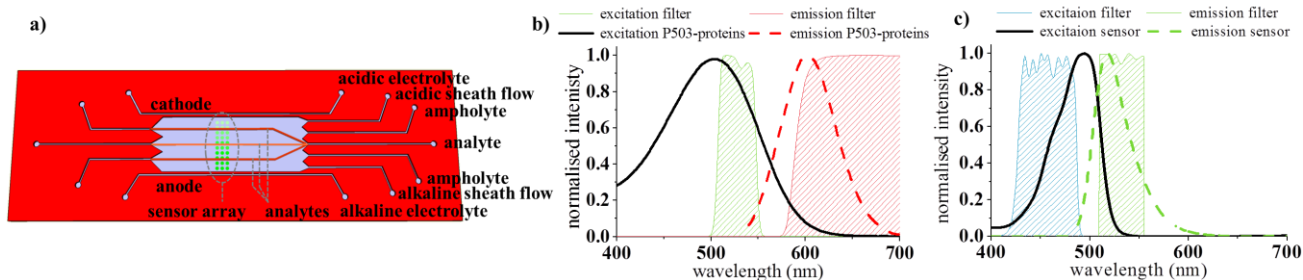 a)
acidic electrolyte
acidic sheath flow
cathode
ampholyte
analyte
ampholyte
anode
alkaline sheath flow
sensor array
analytes
alkaline electrolyte
b)
excitation filter
emission filter
excitation P503-proteins
emission P503-proteins
normalised intenisty
1.0
0.8
0.6
0.4
0.2
0.0
400 500 600 700
wavelength (nm)
c)
excitaion filter
emission filter
excitaion sensor
emission sensor
normalised intensity
1.0
0.8
0.6
0.4
0.2
0.0
400 500 600 700
wavelength (nm)